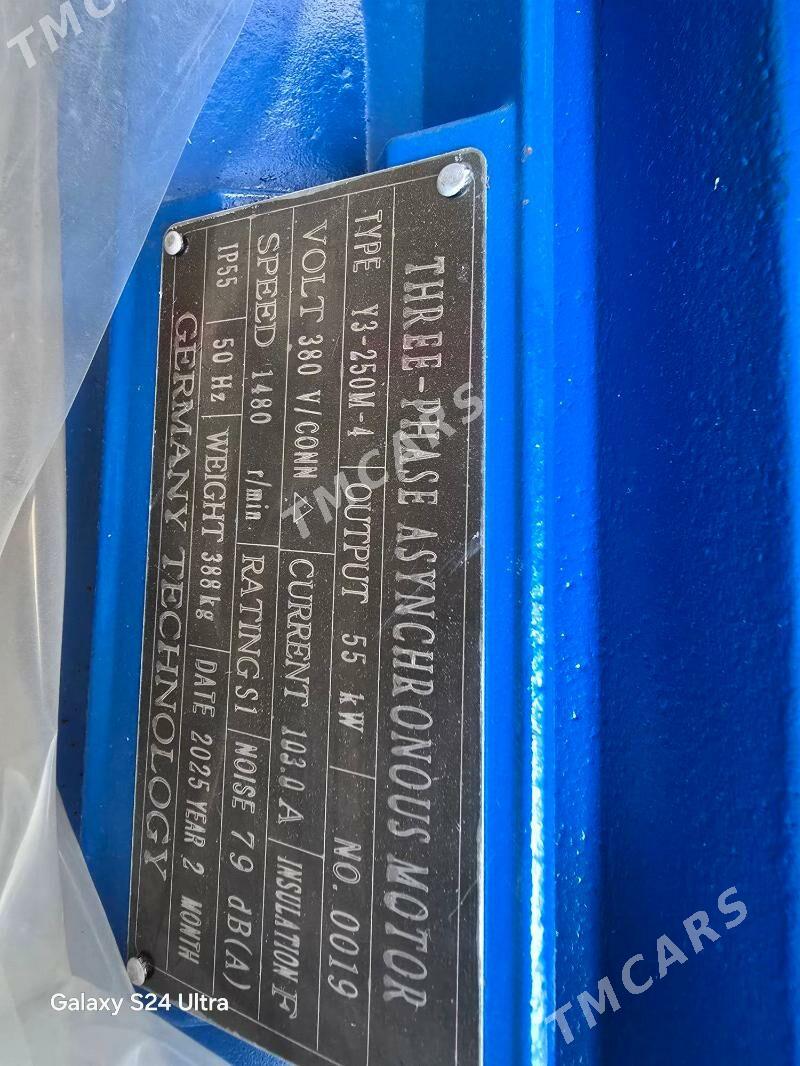 THREE-PHASE ASYNCHRONOUS MOTOR
TYPE Y3-250M-4 OUTPUT 55 kW NO. 0019
VOLT 380 V/CONN △ CURRENT 103.0 A INSULATION F
SPEED 1480 r/min RATING S1 NOISE 79 dB(A)
IP55 50 Hz WEIGHT 388kg DATE 2025 YEAR 2 MONTH
GERMANY TECHNOLOGY
TMCARS
TMCARS
TMCARS
Galaxy S24 Ultra